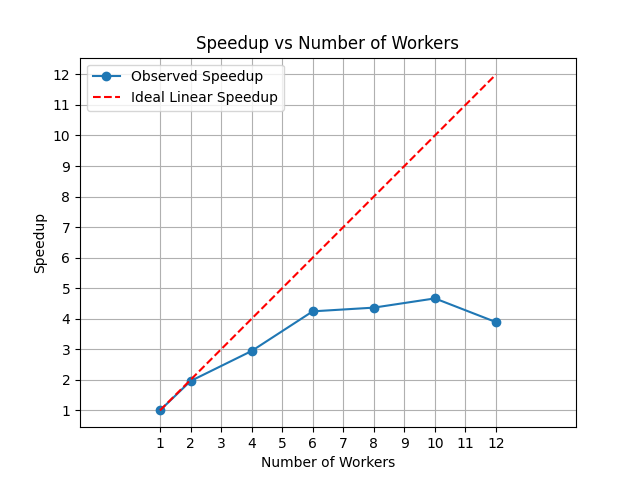 Speedup vs Number of Workers
Observed Speedup
Ideal Linear Speedup
12
11
10
9
8
7
6
5
4
3
2
1
Speedup
1 2 3 4 5 6 7 8 9 10 11 12
Number of Workers